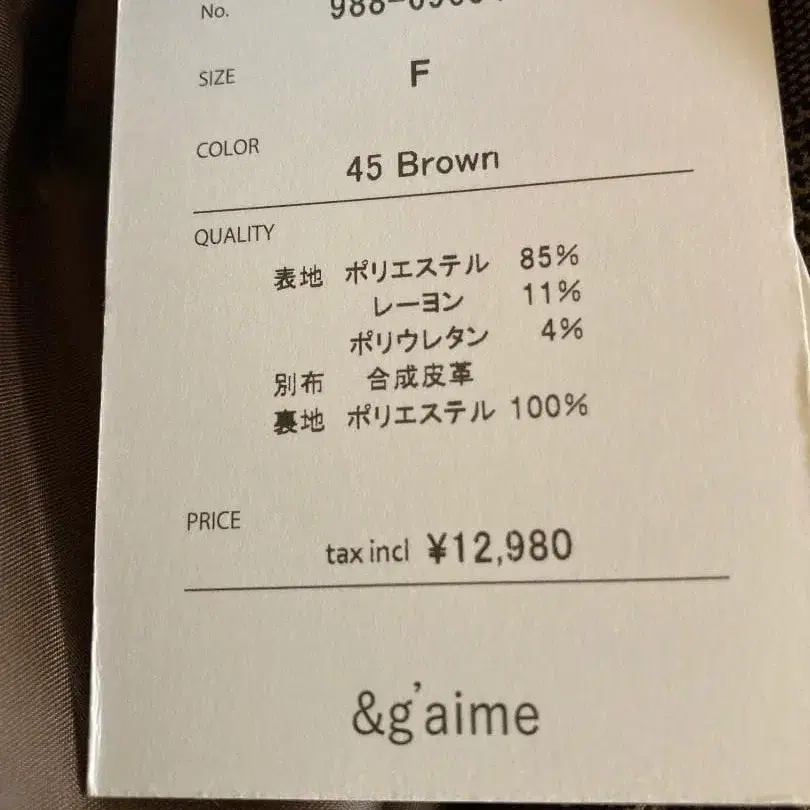 No.
SIZE F
COLOR 45 Brown
QUALITY
表地 ポリエステル 85%
レーヨン 11%
ポリウレタン 4%
別布 合成皮革
裏地 ポリエステル 100%
PRICE
tax incl ¥12,980
&g'aime